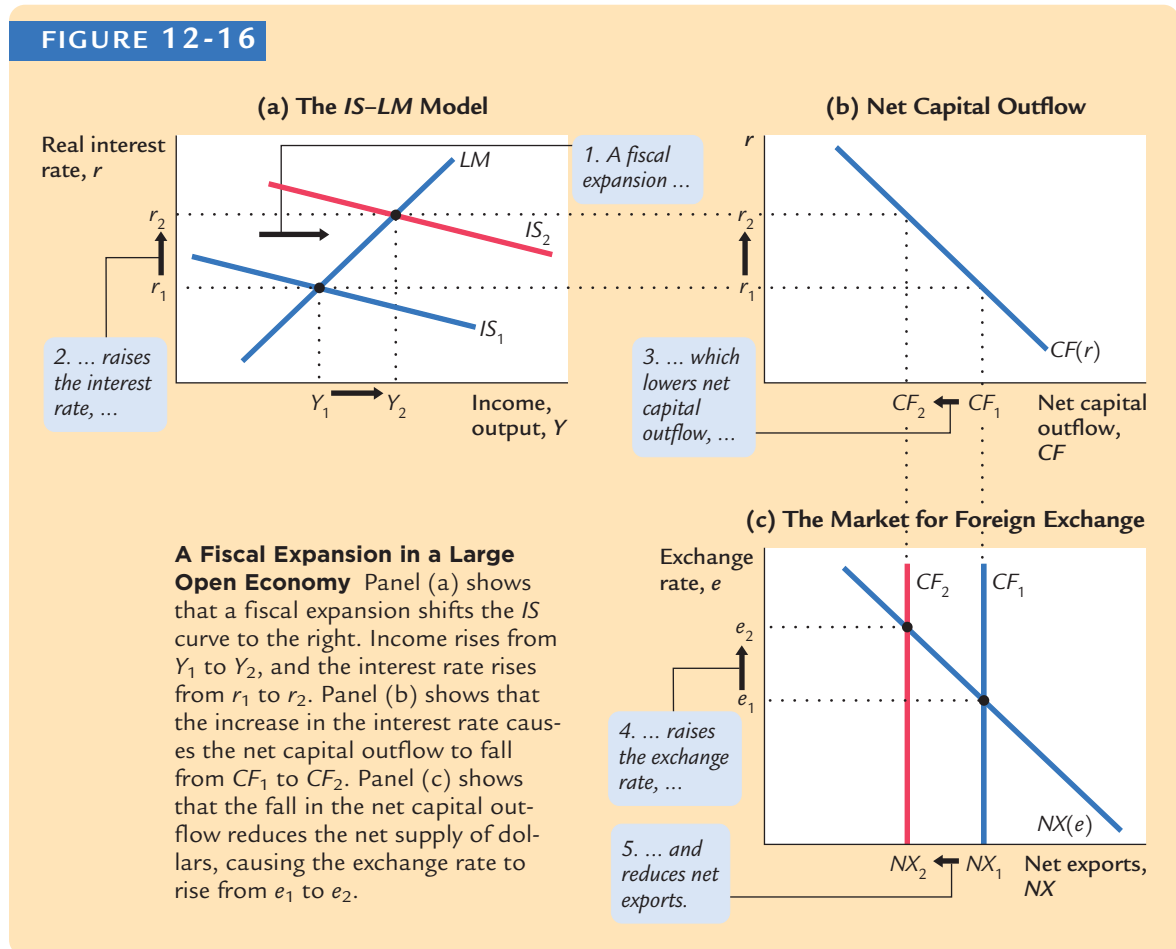 FIGURE 12-16
(a) The IS–LM Model
Real interest
rate, r
LM
1. A fiscal
expansion …
r2
IS2
r1
IS1
2. … raises
the interest
rate, …
Y1
Y2
Income,
output, Y
(b) Net Capital Outflow
r
r2
r1
CF(r)
3. … which
lowers net
capital
outflow, …
CF2
CF1
Net capital
outflow,
CF
A Fiscal Expansion in a Large
Open Economy Panel (a) shows
that a fiscal expansion shifts the IS
curve to the right. Income rises from
Y1 to Y2, and the interest rate rises
from r1 to r2. Panel (b) shows that
the increase in the interest rate caus-
es the net capital outflow to fall
from CF1 to CF2. Panel (c) shows
that the fall in the net capital out-
flow reduces the net supply of dol-
lars, causing the exchange rate to
rise from e1 to e2.
(c) The Market for Foreign Exchange
Exchange
rate, e
CF2
CF1
e2
e1
4. … raises
the exchange
rate, …
NX(e)
5. … and
reduces net
exports.
NX2
NX1
Net exports,
NX